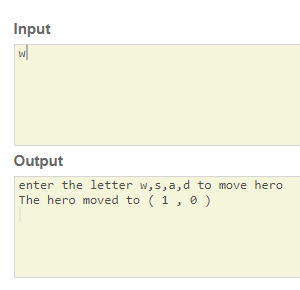 Input
w
Output
enter the letter w,s,a,d to move hero
The hero moved to ( 1 , 0 )